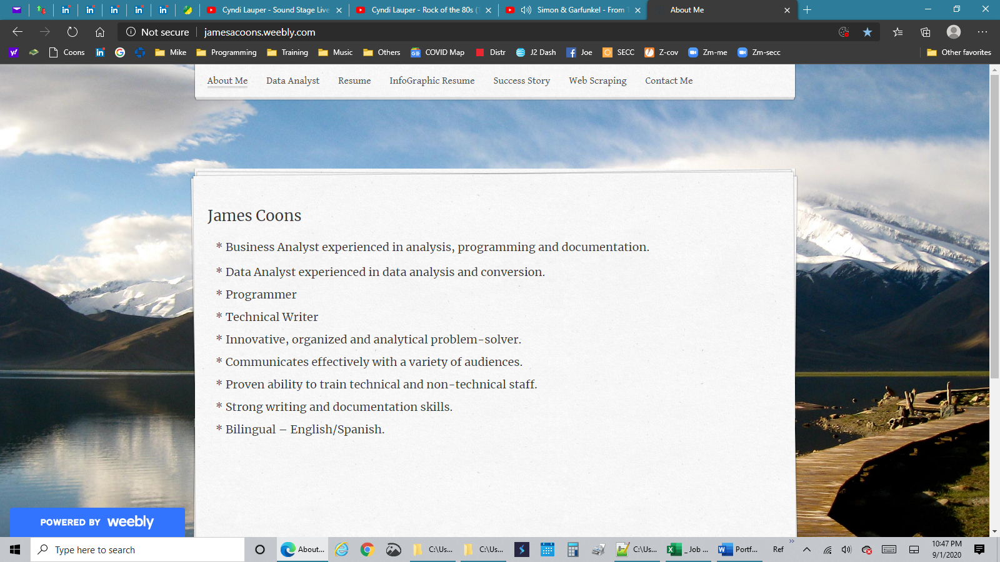 Cyndi Lauper - Sound Stage Live
Cyndi Lauper - Rock of the 80s (
Simon & Garfunkel - From T
About Me
Not secure
jamesacoons.weebly.com
Coons
Mike
Programming
Training
Music
Others
COVID Map
Distr
J2 Dash
Joe
SECC
Z-cov
Zm-me
Zm-secc
Other favorites
About Me
Data Analyst
Resume
InfoGraphic Resume
Success Story
Web Scraping
Contact Me
James Coons
* Business Analyst experienced in analysis, programming and documentation.
* Data Analyst experienced in data analysis and conversion.
* Programmer
* Technical Writer
* Innovative, organized and analytical problem-solver.
* Communicates effectively with a variety of audiences.
* Proven ability to train technical and non-technical staff.
* Strong writing and documentation skills.
* Bilingual – English/Spanish.
POWERED BY weebly
Type here to search
About...
C:\Us...
C:\Us...
C:\Us...
_ Job ...
Portf...
Ref
10:47 PM
9/1/2020